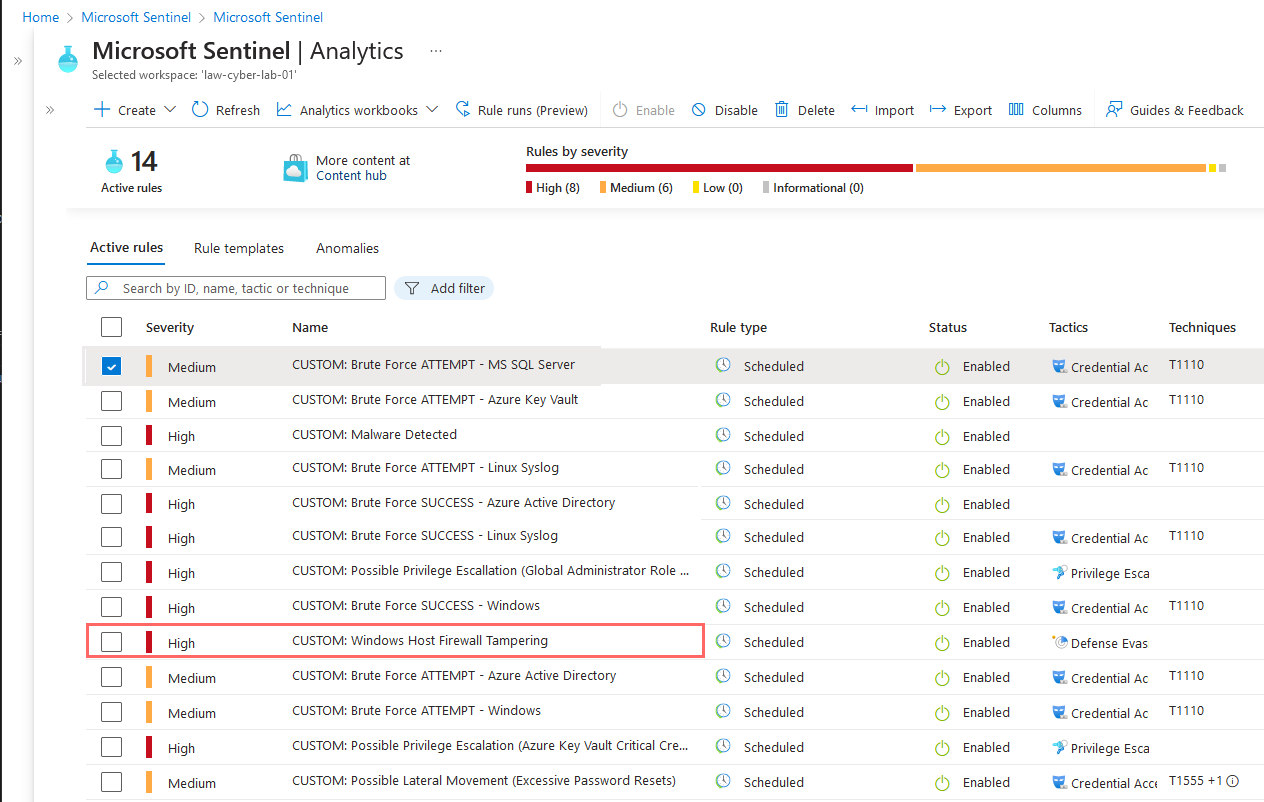 Home > Microsoft Sentinel > Microsoft Sentinel
Microsoft Sentinel | Analytics ...
Selected workspace: 'law-cyber-lab-01'
Create Refresh Analytics workbooks Rule runs (Preview) Enable Disable Delete Import Export Columns Guides & Feedback
14
Active rules
More content at
Content hub
Rules by severity
High (8) Medium (6) Low (0) Informational (0)
Active rules Rule templates Anomalies
Search by ID, name, tactic or technique Add filter
Severity Name Rule type Status Tactics Techniques
Medium CUSTOM: Brute Force ATTEMPT - MS SQL Server Scheduled Enabled Credential Ac T1110
Medium CUSTOM: Brute Force ATTEMPT - Azure Key Vault Scheduled Enabled Credential Ac T1110
High CUSTOM: Malware Detected Scheduled Enabled
Medium CUSTOM: Brute Force ATTEMPT - Linux Syslog Scheduled Enabled Credential Ac T1110
High CUSTOM: Brute Force SUCCESS - Azure Active Directory Scheduled Enabled
High CUSTOM: Brute Force SUCCESS - Linux Syslog Scheduled Enabled Credential Ac T1110
High CUSTOM: Possible Privilege Escallation (Global Administrator Role ... Scheduled Enabled Privilege Esca
High CUSTOM: Brute Force SUCCESS - Windows Scheduled Enabled Credential Ac T1110
High CUSTOM: Windows Host Firewall Tampering Scheduled Enabled Defense Evas
Medium CUSTOM: Brute Force ATTEMPT - Azure Active Directory Scheduled Enabled Credential Ac T1110
Medium CUSTOM: Brute Force ATTEMPT - Windows Scheduled Enabled Credential Ac T1110
High CUSTOM: Possible Privilege Escalation (Azure Key Vault Critical Cre... Scheduled Enabled Privilege Esca
Medium CUSTOM: Possible Lateral Movement (Excessive Password Resets) Scheduled Enabled Credential Acce T1555 +1